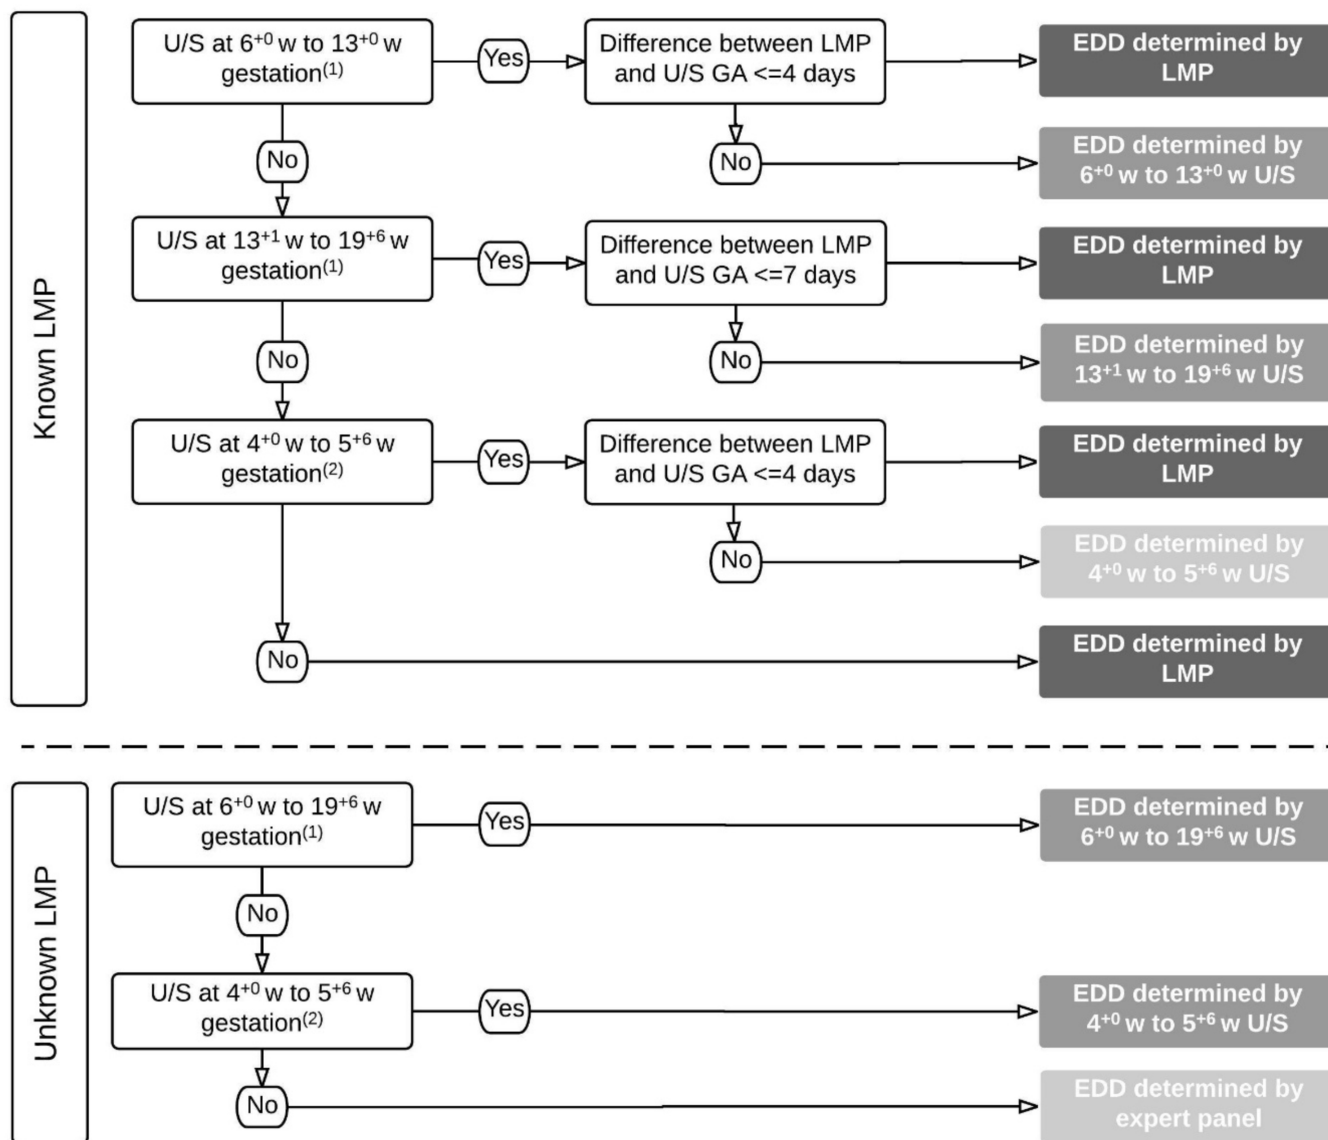 Known LMP
U/S at 6⁺⁰ w to 13⁺⁰ w
gestation⁽¹⁾
Yes
Difference between LMP
and U/S GA <=4 days
EDD determined by
LMP
No
No
EDD determined by
6⁺⁰ w to 13⁺⁰ w U/S
U/S at 13⁺¹ w to 19⁺⁶ w
gestation⁽¹⁾
Yes
Difference between LMP
and U/S GA <=7 days
EDD determined by
LMP
No
No
EDD determined by
13⁺¹ w to 19⁺⁶ w U/S
U/S at 4⁺⁰ w to 5⁺⁶ w
gestation⁽²⁾
Yes
Difference between LMP
and U/S GA <=4 days
EDD determined by
LMP
No
EDD determined by
4⁺⁰ w to 5⁺⁶ w U/S
No
EDD determined by
LMP
Unknown LMP
U/S at 6⁺⁰ w to 19⁺⁶ w
gestation⁽¹⁾
Yes
EDD determined by
6⁺⁰ w to 19⁺⁶ w U/S
No
U/S at 4⁺⁰ w to 5⁺⁶ w
gestation⁽²⁾
Yes
EDD determined by
4⁺⁰ w to 5⁺⁶ w U/S
No
EDD determined by
expert panel